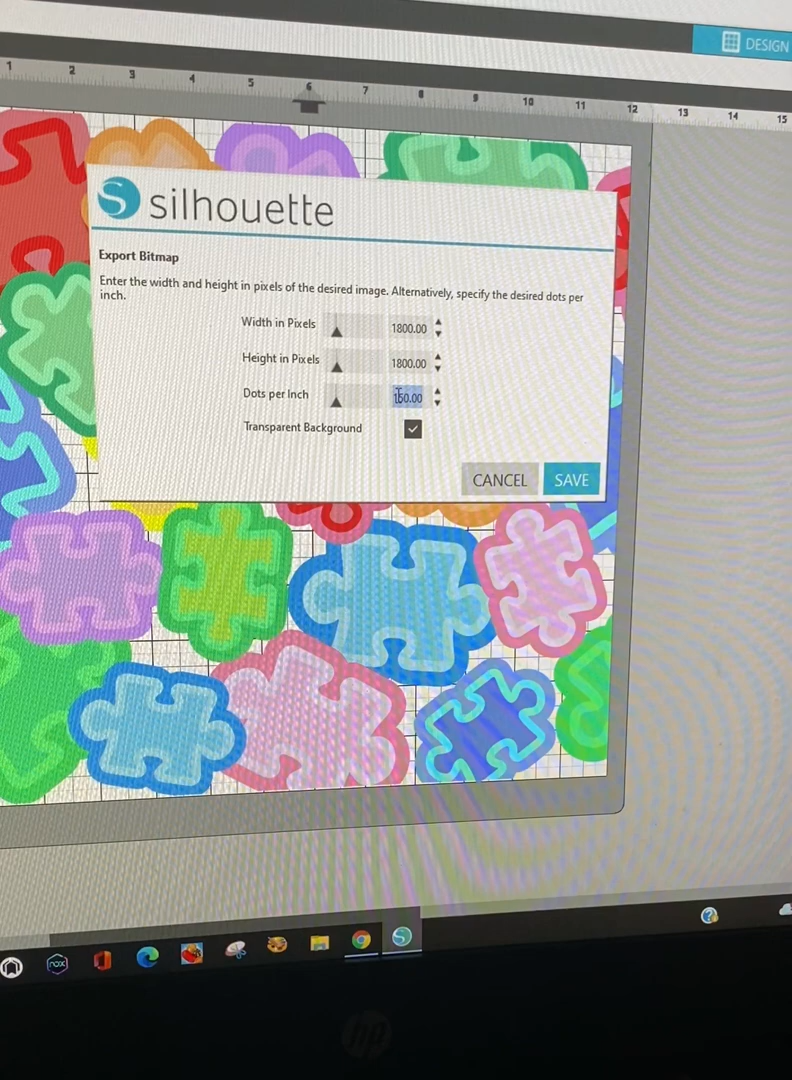 DESIGN
1 2 3 4 5 6 7 8 9 10 11 12 13 14 15
S silhouette
Export Bitmap
Enter the width and height in pixels of the desired image. Alternatively, specify the desired dots per
inch.
Width in Pixels 1800.00
Height in Pixels 1800.00
Dots per Inch 150.00
Transparent Background
CANCEL SAVE
nox
hp